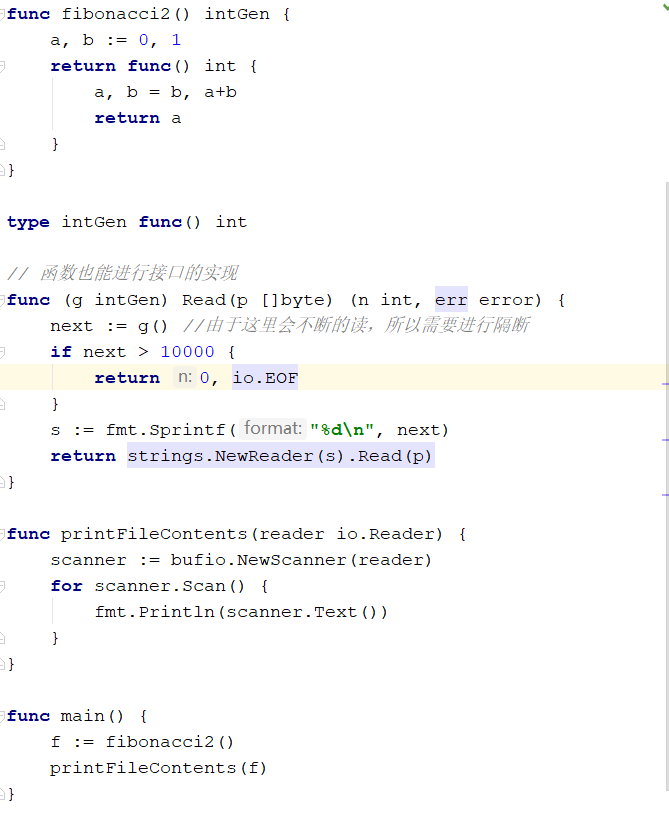 func fibonacci2() intGen {
    a, b := 0, 1
    return func() int {
        a, b = b, a+b
        return a
    }
}

type intGen func() int

// 函数也能进行接口的实现
func (g intGen) Read(p []byte) (n int, err error) {
    next := g() //由于这里会不断的读，所以需要进行隔断
    if next > 10000 {
        return n: 0, io.EOF
    }
    s := fmt.Sprintf( format: "%d\n", next)
    return strings.NewReader(s).Read(p)
}

func printFileContents(reader io.Reader) {
    scanner := bufio.NewScanner(reader)
    for scanner.Scan() {
        fmt.Println(scanner.Text())
    }
}

func main() {
    f := fibonacci2()
    printFileContents(f)
}